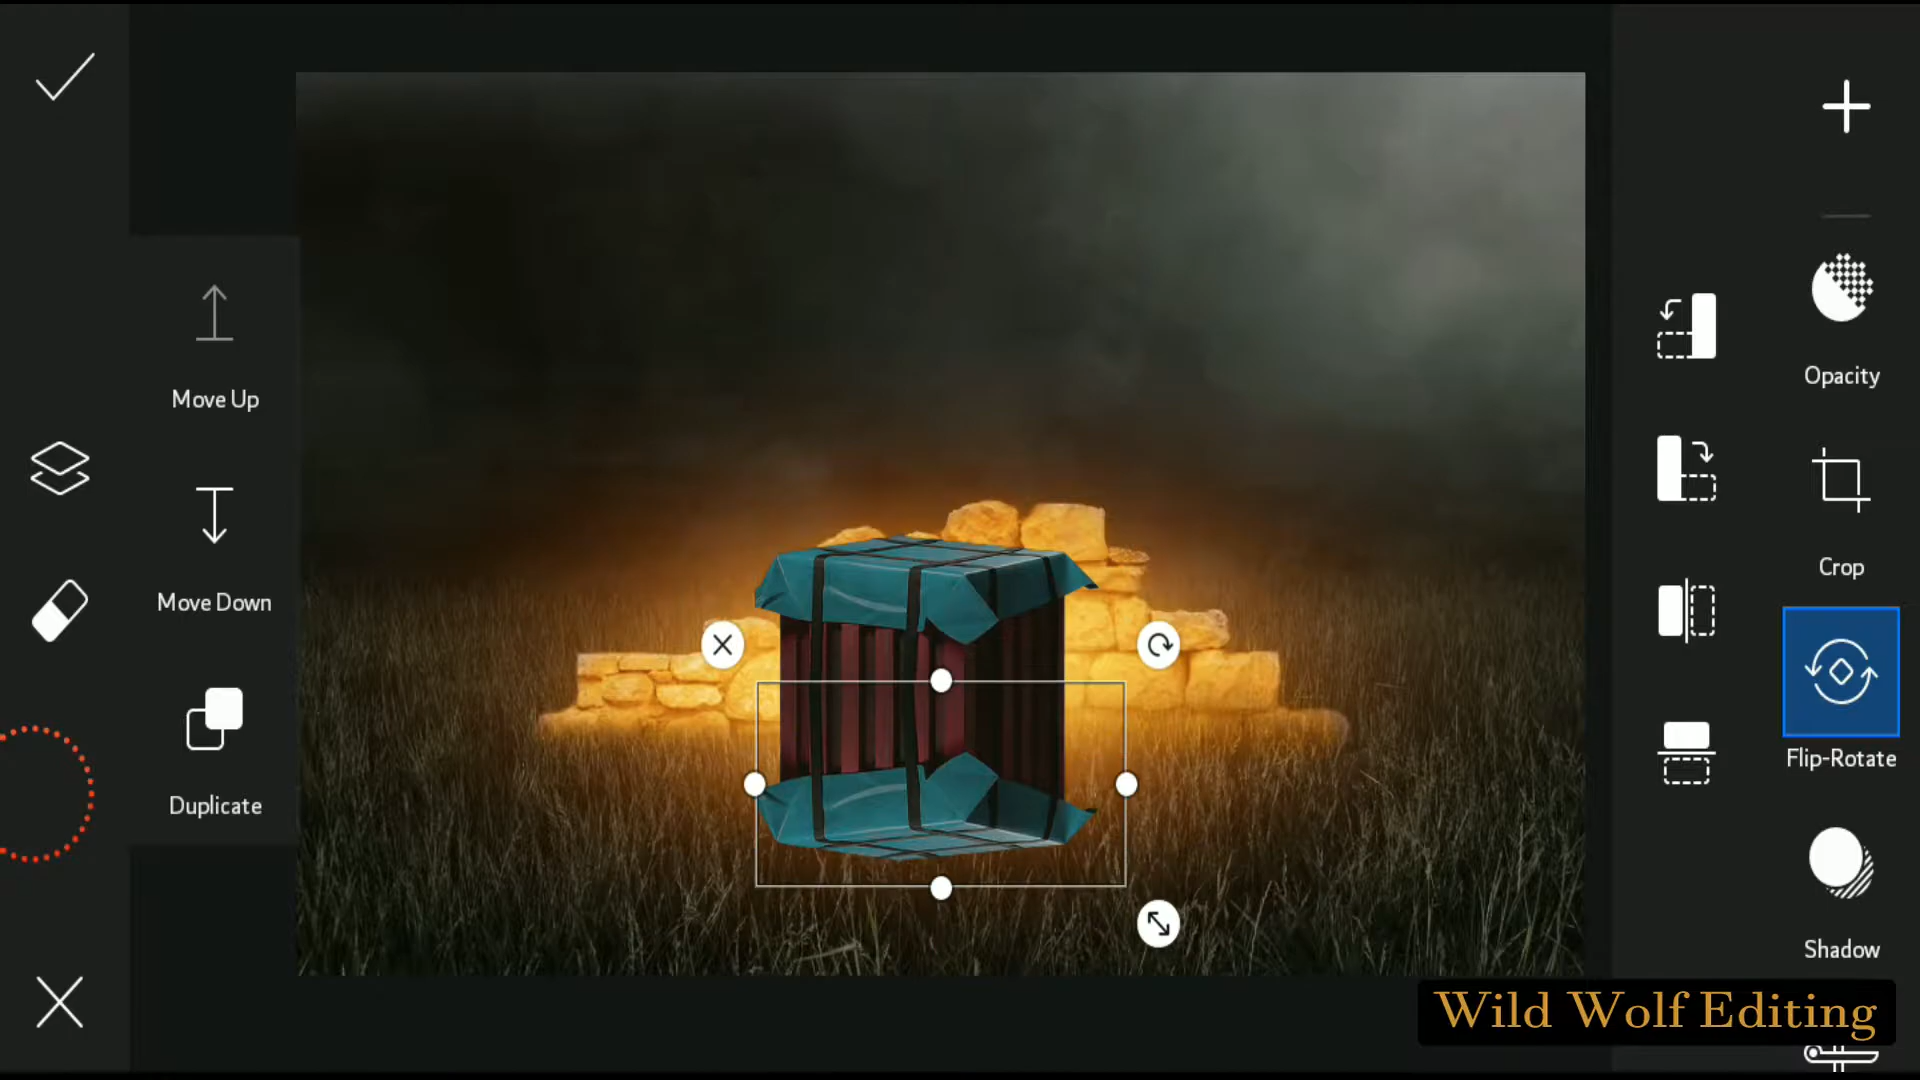 Move Up
Move Down
Duplicate
Opacity
Crop
Flip-Rotate
Shadow
Wild Wolf Editing